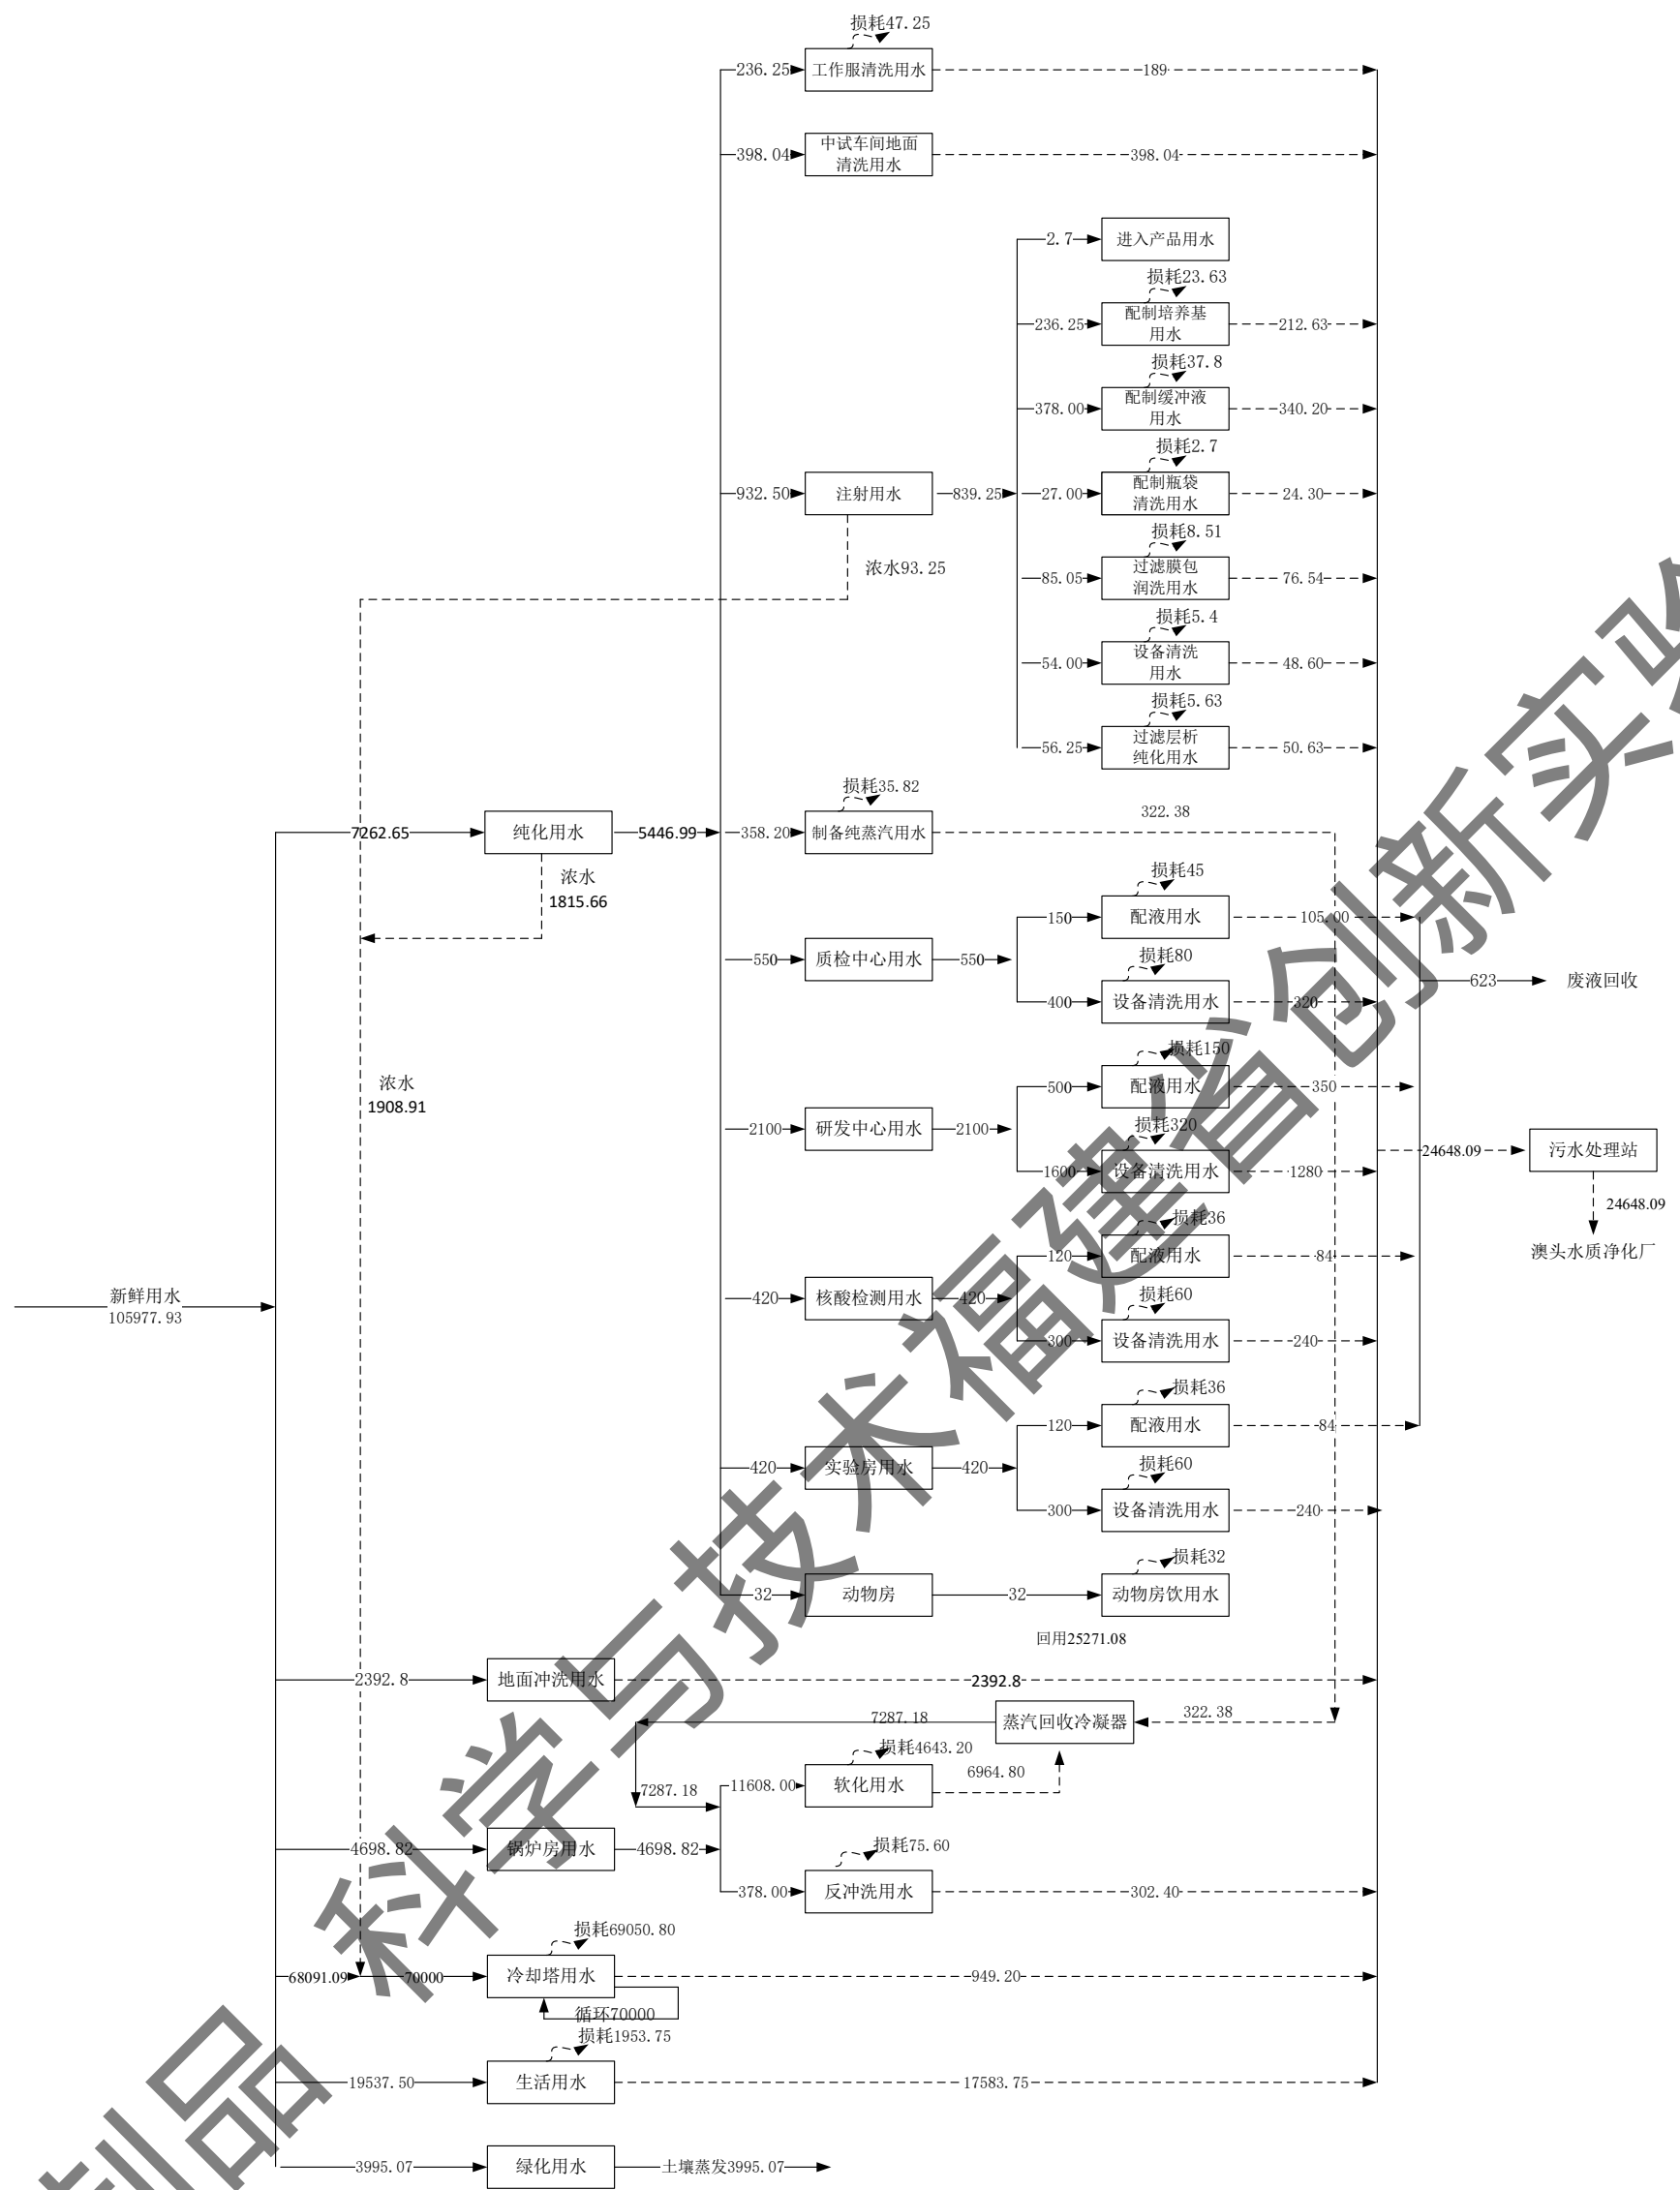 损耗47.25
236.25
工作服清洗用水
189
398.04
中试车间地面
清洗用水
398.04
2.7
进入产品用水
损耗23.63
236.25
配制培养基
用水
212.63
损耗37.8
378.00
配制缓冲液
用水
340.20
损耗2.7
932.50
注射用水
839.25
27.00
配制瓶袋
清洗用水
24.30
损耗8.51
浓水93.25
85.05
过滤膜包
润洗用水
76.54
损耗5.4
54.00
设备清洗
用水
48.60
损耗5.63
56.25
过滤层析
纯化用水
50.63
损耗35.82
322.38
7262.65
纯化用水
5446.99
358.20
制备纯蒸汽用水
浓水
1815.66
损耗45
150
配液用水
105.00
550
质检中心用水
550
损耗80
400
设备清洗用水
320
623
废液回收
浓水
1908.91
损耗150
500
配液用水
350
2100
研发中心用水
2100
损耗320
1600
设备清洗用水
1280
24648.09
污水处理站
24648.09
澳头水质净化厂
损耗36
120
配液用水
84
420
核酸检测用水
420
损耗60
300
设备清洗用水
240
新鲜用水
105977.93
损耗36
120
配液用水
84
420
实验房用水
420
损耗60
300
设备清洗用水
240
损耗32
32
动物房
32
动物房饮用水
回用25271.08
2392.8
地面冲洗用水
2392.8
7287.18
蒸汽回收冷凝器
322.38
损耗4643.20
7287.18
11608.00
软化用水
6964.80
4698.82
锅炉房用水
4698.82
损耗75.60
378.00
反冲洗用水
302.40
损耗69050.80
68091.09
70000
冷却塔用水
949.20
循环70000
损耗1953.75
19537.50
生活用水
17583.75
3995.07
绿化用水
土壤蒸发3995.07
制品 科学与技术福建省创新实验